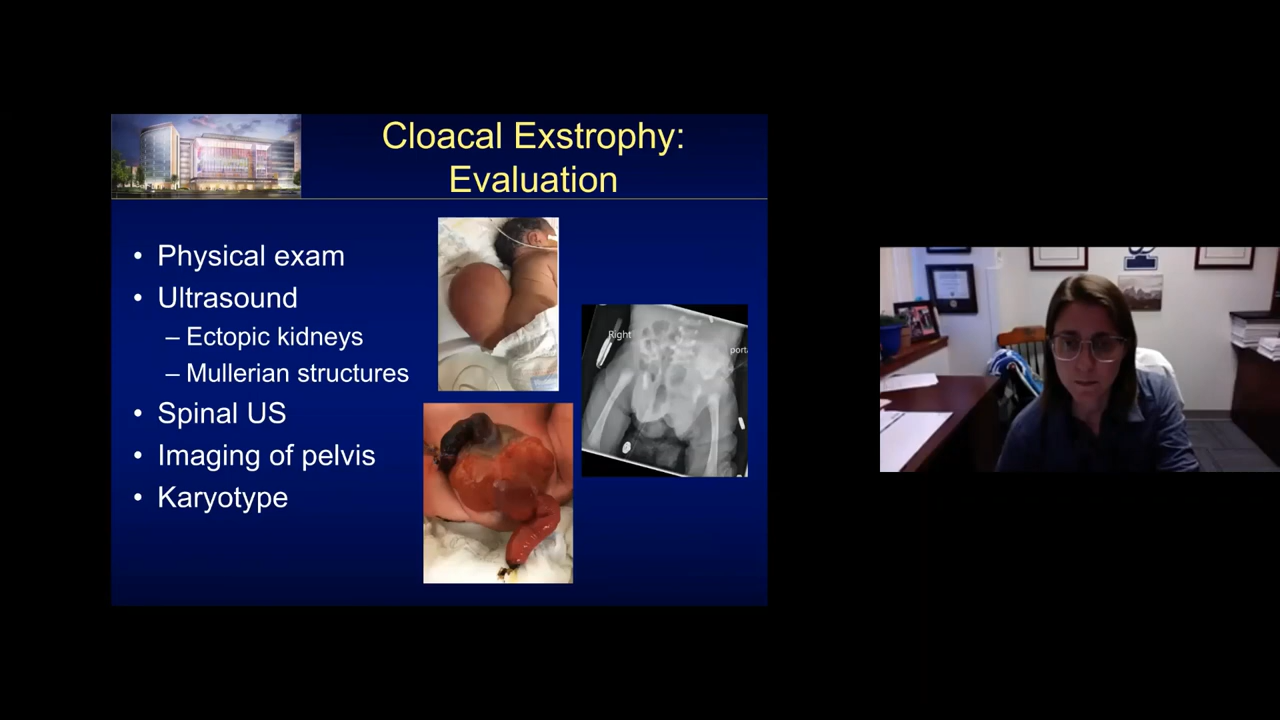 Cloacal Exstrophy:
Evaluation
• Physical exam
• Ultrasound
– Ectopic kidneys
– Mullerian structures
• Spinal US
• Imaging of pelvis
• Karyotype
Right